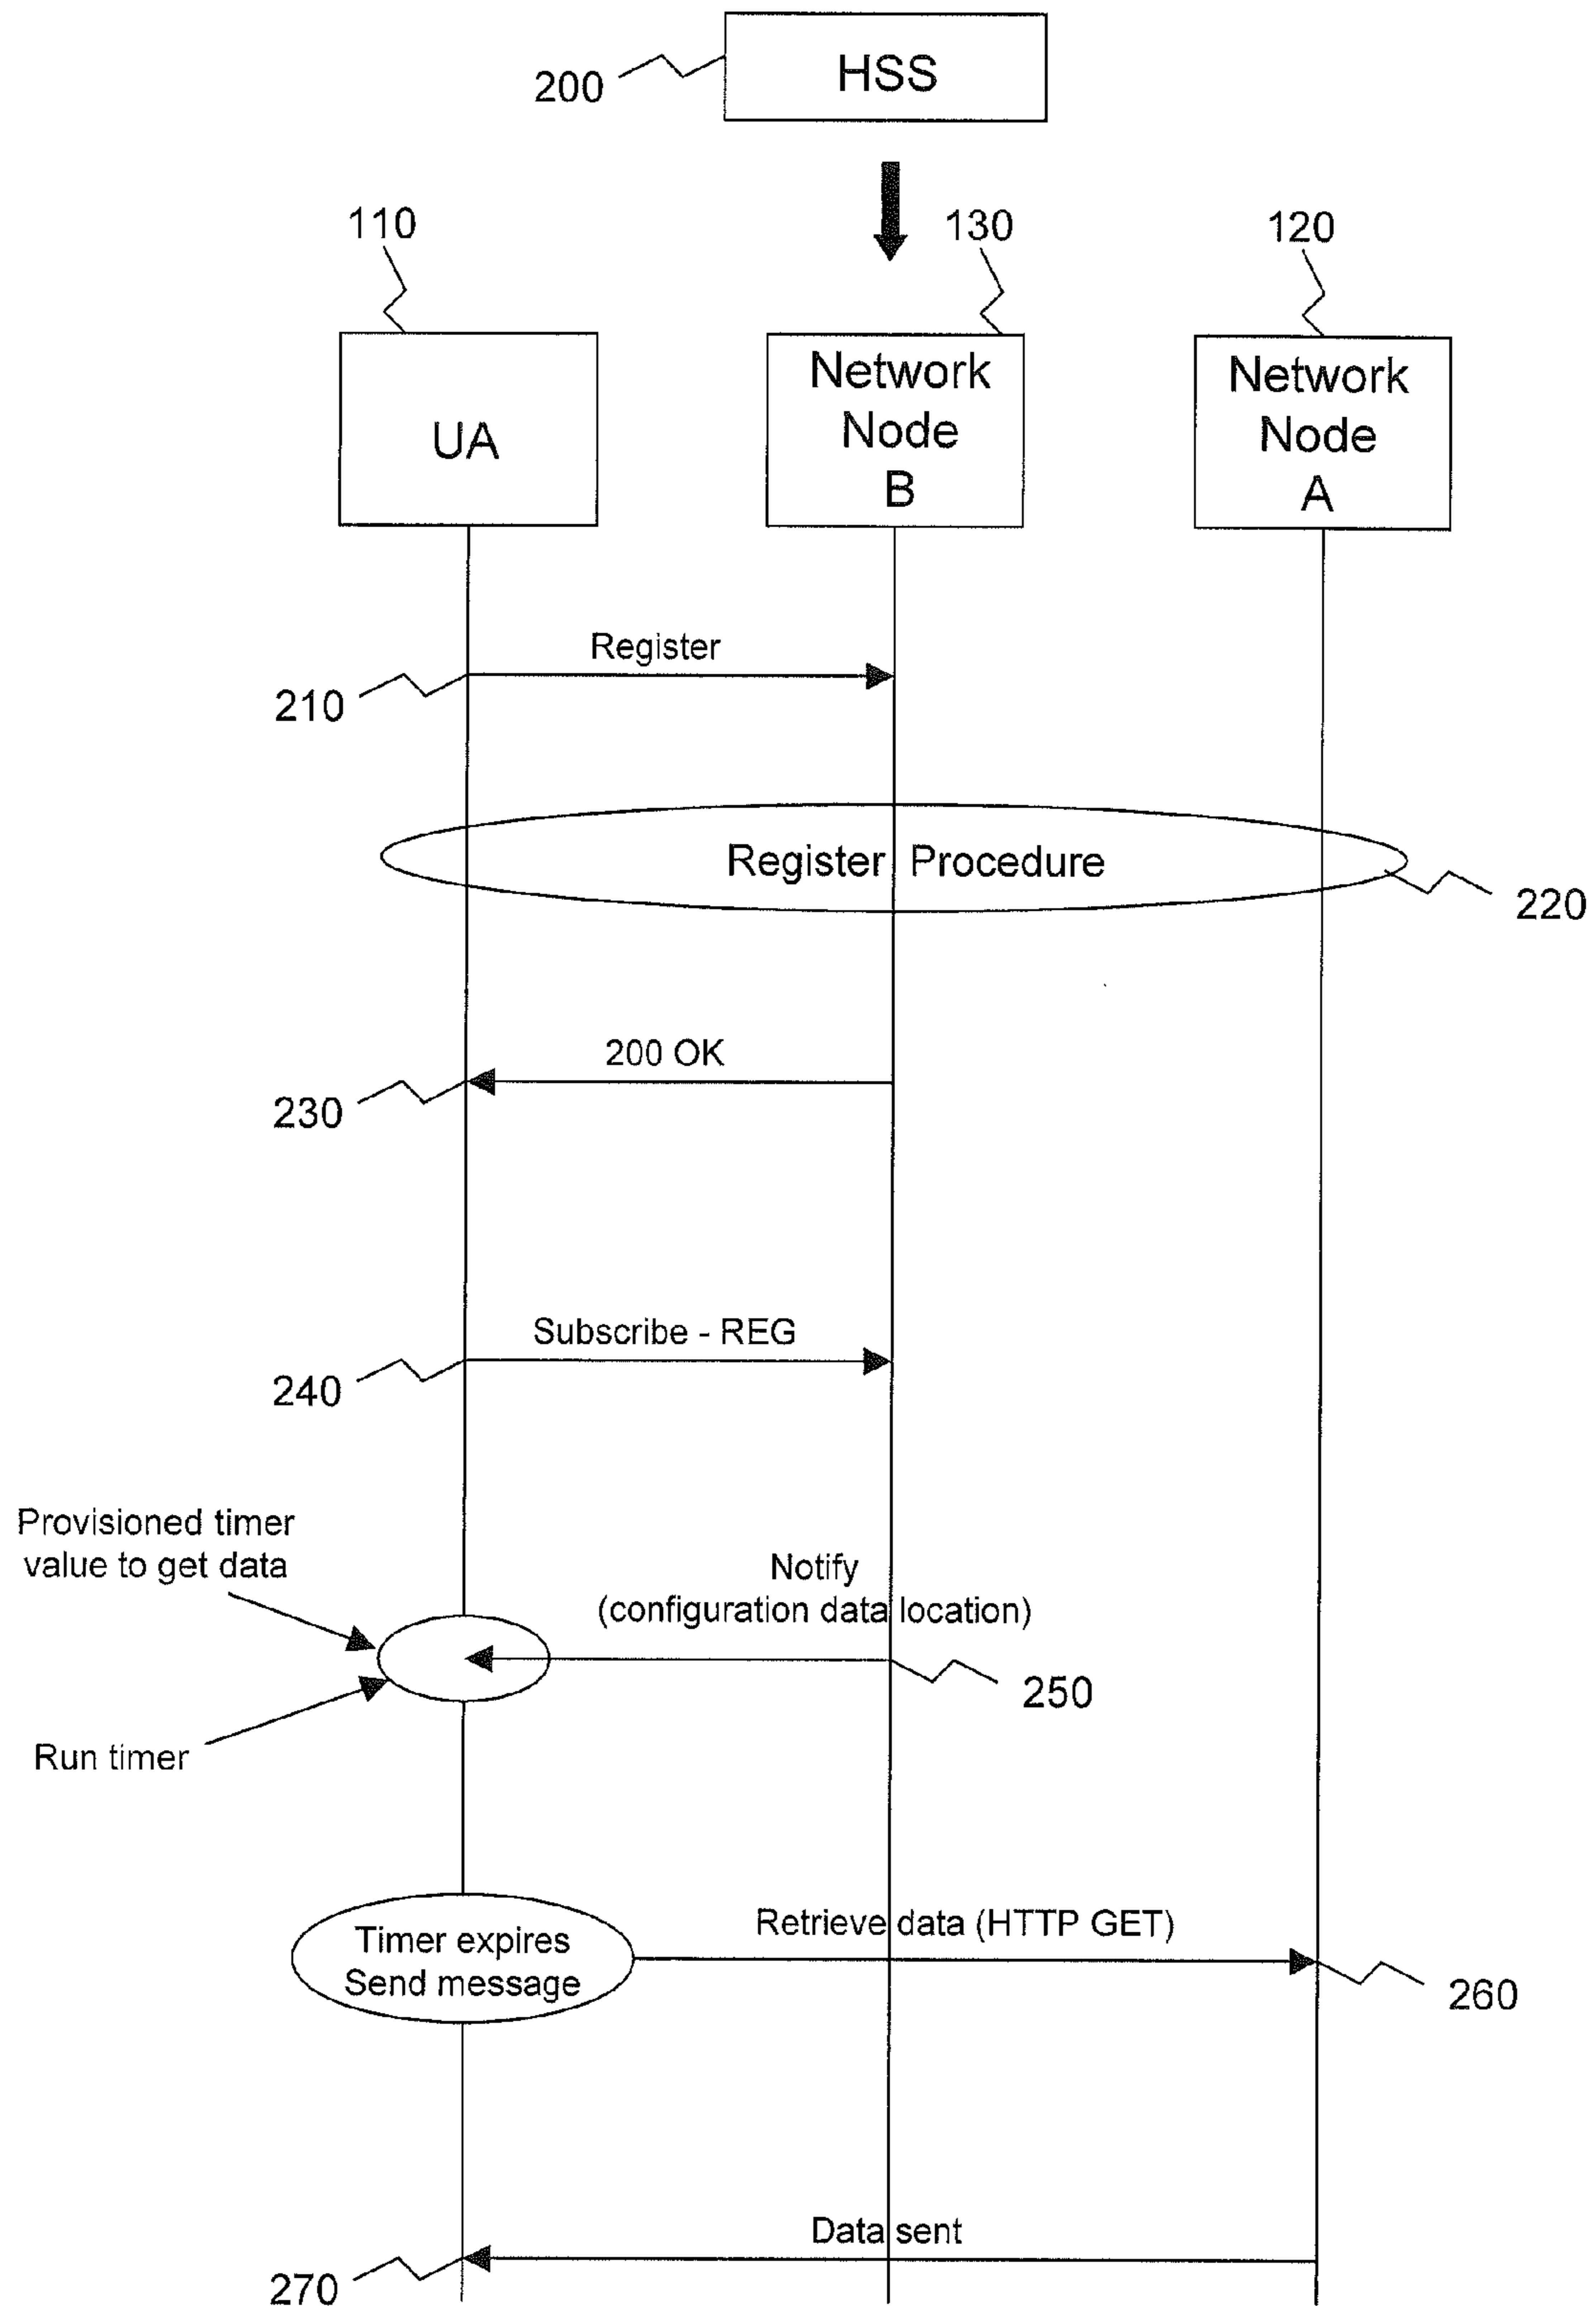 HSS
200
110
130
120
UA
Network
Node
B
Network
Node
A
Register
210
Register Procedure
220
200 OK
230
Subscribe - REG
240
Provisioned timer
value to get data
Notify
(configuration data location)
250
Run timer
Timer expires
Send message
Retrieve data (HTTP GET)
260
Data sent
270